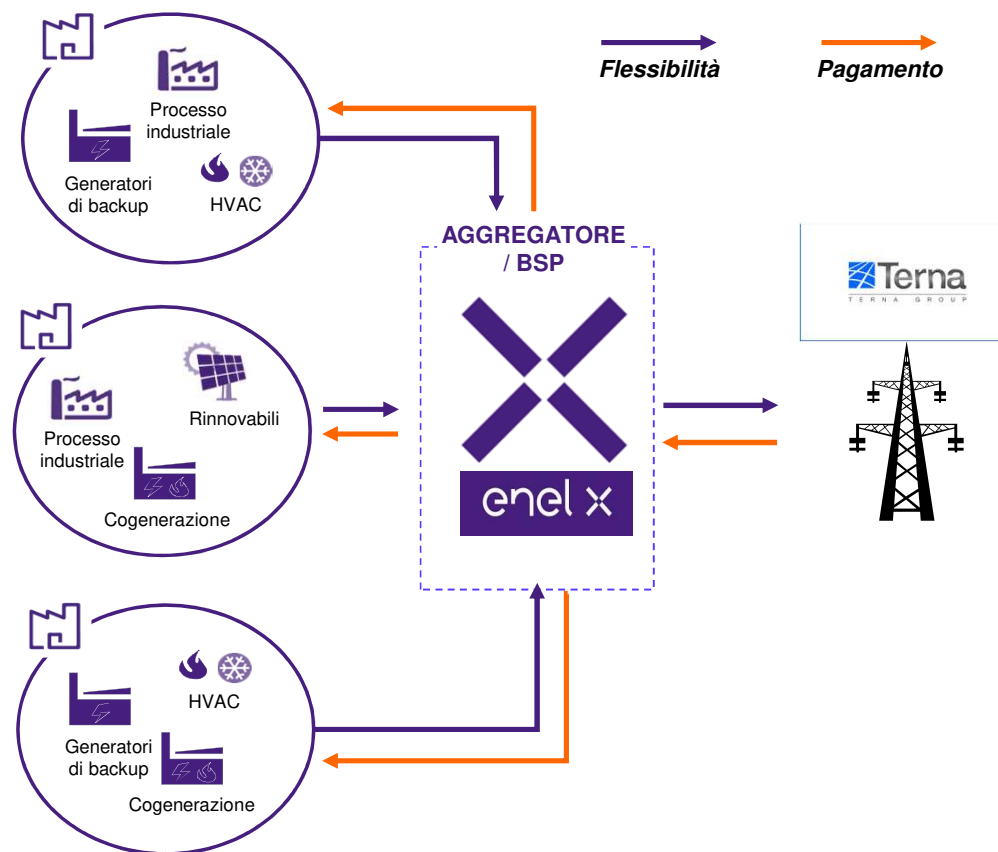 Flessibilità
Pagamento
Processo
industriale
Generatori
di backup
HVAC
AGGREGATORE
/ BSP
Terna
TERNA GROUP
Rinnovabili
Processo
industriale
Cogenerazione
enel x
HVAC
Generatori
di backup
Cogenerazione